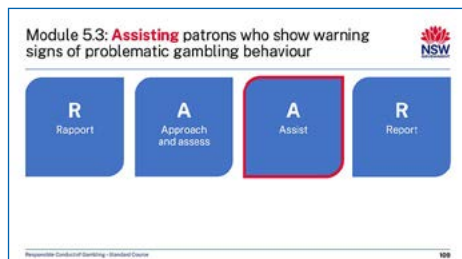 Module 5.3: Assisting patrons who show warning
signs of problematic gambling behaviour
NSW
GOVERNMENT
R
Rapport
A
Approach
and assess
A
Assist
R
Report
Responsible Conduct of Gambling – Standard Course
109